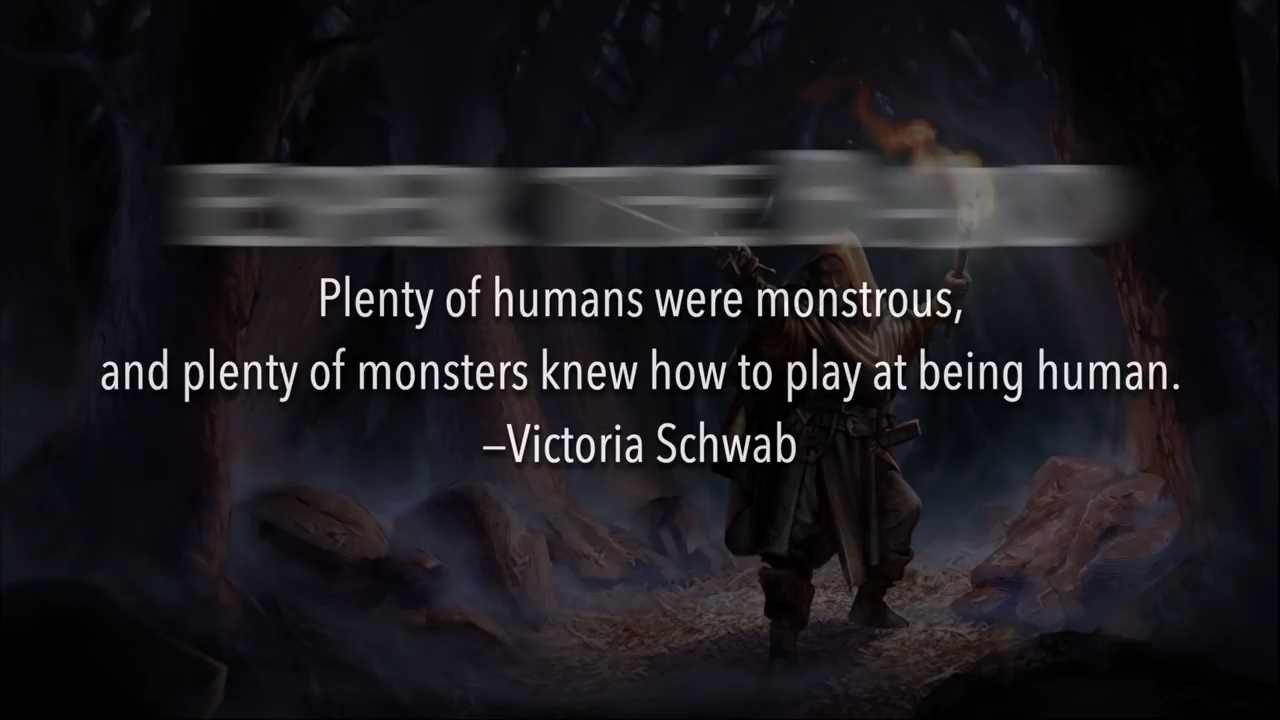 Plenty of humans were monstrous,
and plenty of monsters knew how to play at being human.
—Victoria Schwab